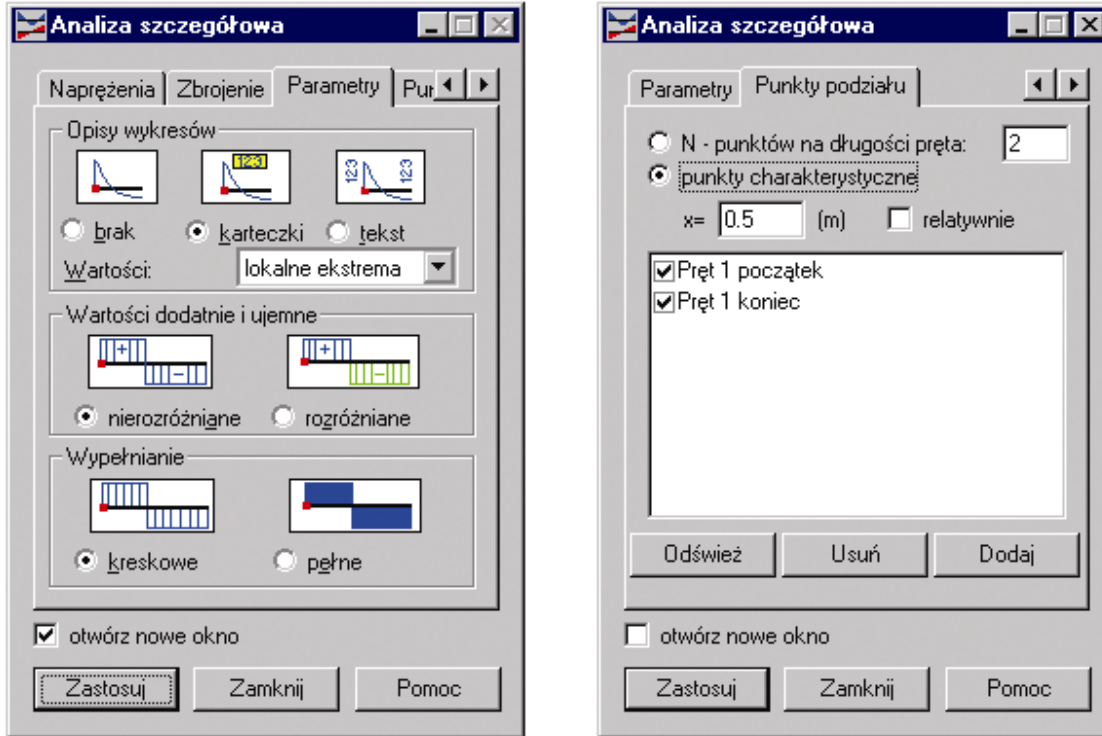 Analiza szczegółowa
Naprężenia Zbrojenie Parametry Pur
Opisy wykresów
123
123 123
brak karteczki tekst
Wartości: lokalne ekstrema
Wartości dodatnie i ujemne
nierozróżniane rozróżniane
Wypełnianie
kreskowe pełne
otwórz nowe okno
Zastosuj Zamknij Pomoc
Analiza szczegółowa
Parametry Punkty podziału
N - punktów na długości pręta: 2
punkty charakterystyczne
x= 0.5 (m) relatywnie
Pręt 1 początek
Pręt 1 koniec
Odśwież Usuń Dodaj
otwórz nowe okno
Zastosuj Zamknij Pomoc